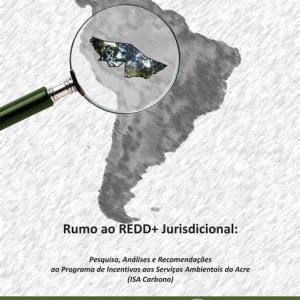 Rumo ao REDD+ Jurisdicional:
Pesquisa, Análises e Recomendações
ao Programa de Incentivos aos Serviços Ambientais do Acre
(ISA Carbono)